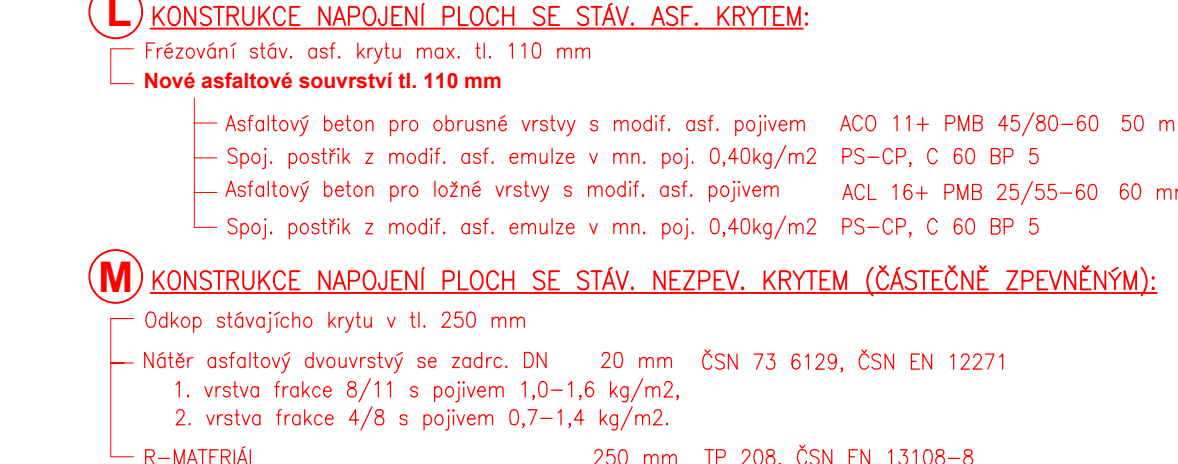 L KONSTRUKCE NAPOJENÍ PLOCH SE STÁV. ASF. KRYTEM:
Frézování stáv. asf. krytu max. tl. 110 mm
Nové asfaltové souvrství tl. 110 mm
Asfaltový beton pro obrusné vrstvy s modif. asf. pojivem ACO 11+ PMB 45/80-60 50 m
Spoj. postřik z modif. asf. emulze v mn. poj. 0,40kg/m2 PS-CP, C 60 BP 5
Asfaltový beton pro ložné vrstvy s modif. asf. pojivem ACL 16+ PMB 25/55-60 60 mm
Spoj. postřik z modif. asf. emulze v mn. poj. 0,40kg/m2 PS-CP, C 60 BP 5
M KONSTRUKCE NAPOJENÍ PLOCH SE STÁV. NEZPEV. KRYTEM (ČÁSTEČNĚ ZPEVNĚNÝM):
Odkop stávajícho krytu v tl. 250 mm
Nátěr asfaltový dvouvrstvý se zadrc. DN 20 mm ČSN 73 6129, ČSN EN 12271
1. vrstva frakce 8/11 s pojivem 1,0-1,6 kg/m2,
2. vrstva frakce 4/8 s pojivem 0,7-1,4 kg/m2.
R-MATERIÁL 250 mm TP 208, ČSN EN 13108-8